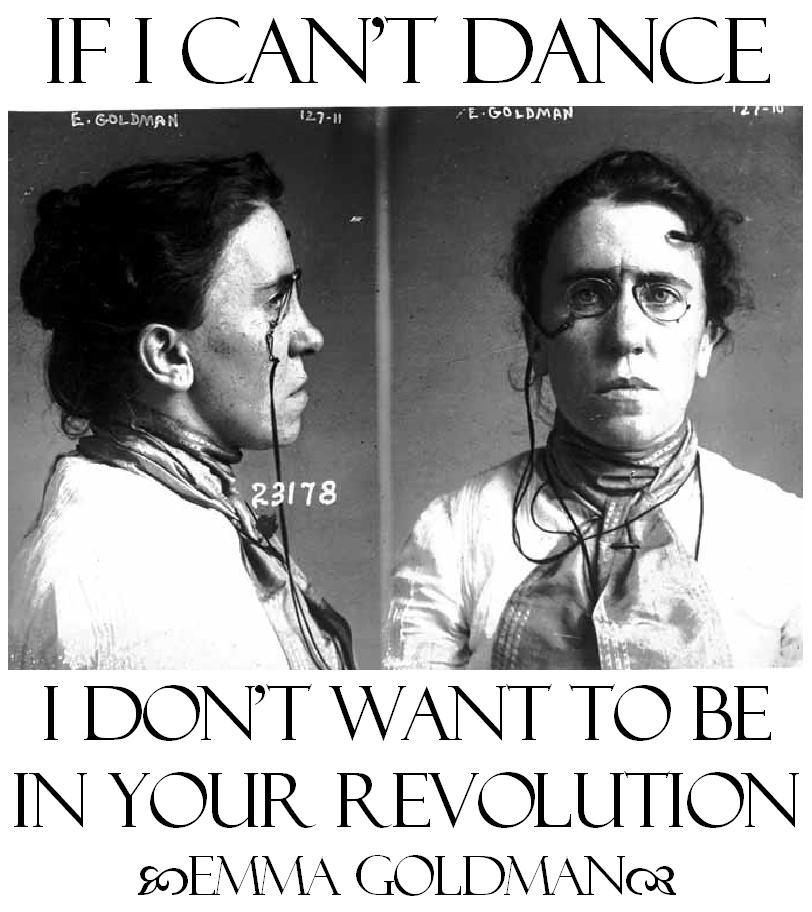 IF I CAN'T DANCE
E. GOLDMAN 127-11 E. GOLDMAN 127-10
23178
I DON'T WANT TO BE
IN YOUR REVOLUTION
EMMA GOLDMAN